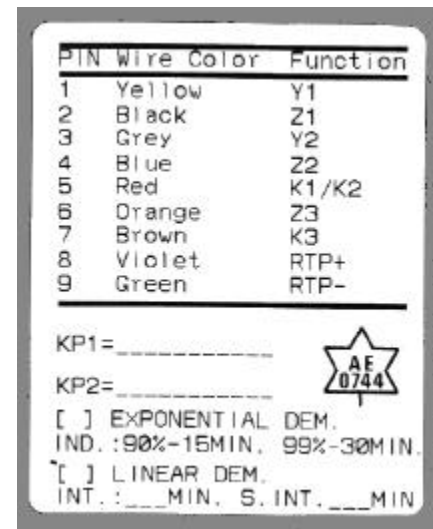 PIN Wire Color Function
1 Yellow Y1
2 Black Z1
3 Grey Y2
4 Blue Z2
5 Red K1/K2
6 Orange Z3
7 Brown K3
8 Violet RTP+
9 Green RTP-
KP1=___________
KP2=___________
AE
0744
[ ] EXPONENTIAL DEM.
IND.:90%-15MIN. 99%-30MIN.
[ ] LINEAR DEM.
INT.:___MIN. S.INT.___MIN